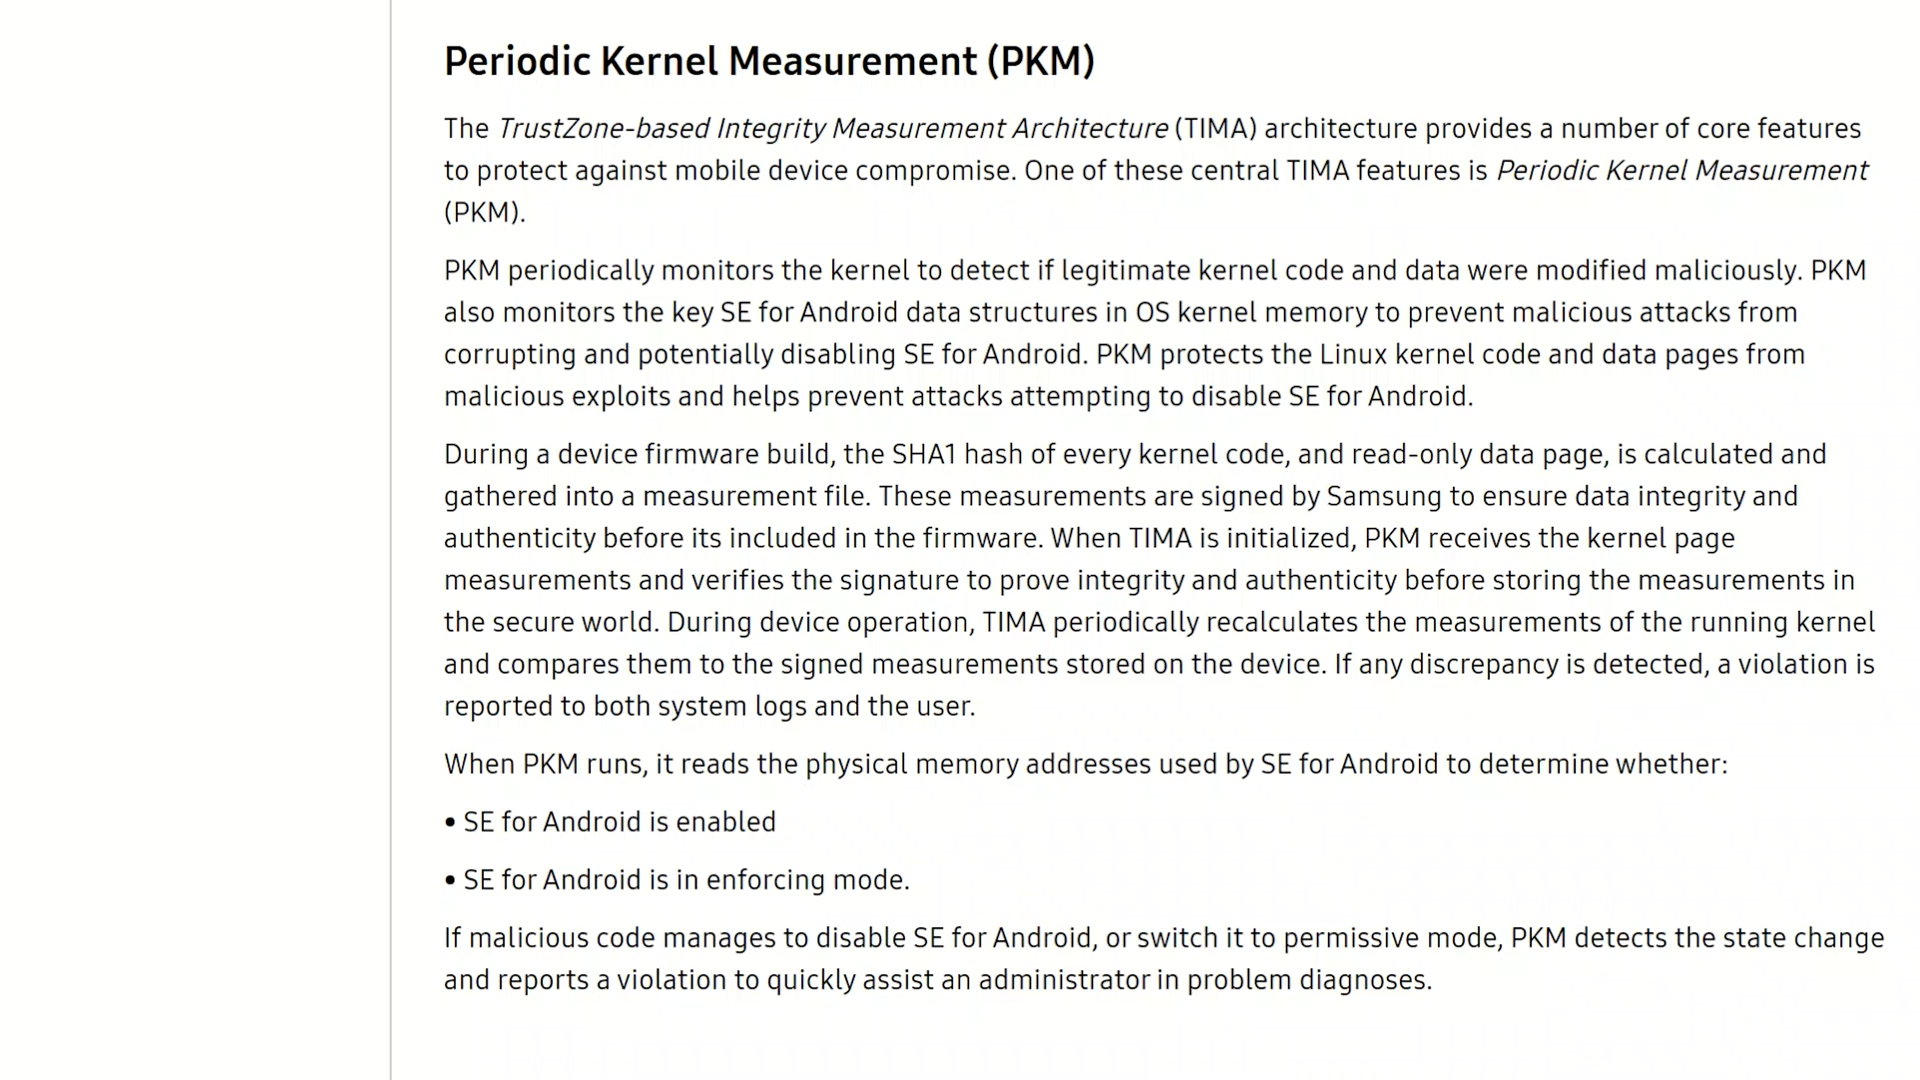 Periodic Kernel Measurement (PKM)
The TrustZone-based Integrity Measurement Architecture (TIMA) architecture provides a number of core features
to protect against mobile device compromise. One of these central TIMA features is Periodic Kernel Measurement
(PKM).
PKM periodically monitors the kernel to detect if legitimate kernel code and data were modified maliciously. PKM
also monitors the key SE for Android data structures in OS kernel memory to prevent malicious attacks from
corrupting and potentially disabling SE for Android. PKM protects the Linux kernel code and data pages from
malicious exploits and helps prevent attacks attempting to disable SE for Android.
During a device firmware build, the SHA1 hash of every kernel code, and read-only data page, is calculated and
gathered into a measurement file. These measurements are signed by Samsung to ensure data integrity and
authenticity before its included in the firmware. When TIMA is initialized, PKM receives the kernel page
measurements and verifies the signature to prove integrity and authenticity before storing the measurements in
the secure world. During device operation, TIMA periodically recalculates the measurements of the running kernel
and compares them to the signed measurements stored on the device. If any discrepancy is detected, a violation is
reported to both system logs and the user.
When PKM runs, it reads the physical memory addresses used by SE for Android to determine whether:
• SE for Android is enabled
• SE for Android is in enforcing mode.
If malicious code manages to disable SE for Android, or switch it to permissive mode, PKM detects the state change
and reports a violation to quickly assist an administrator in problem diagnoses.